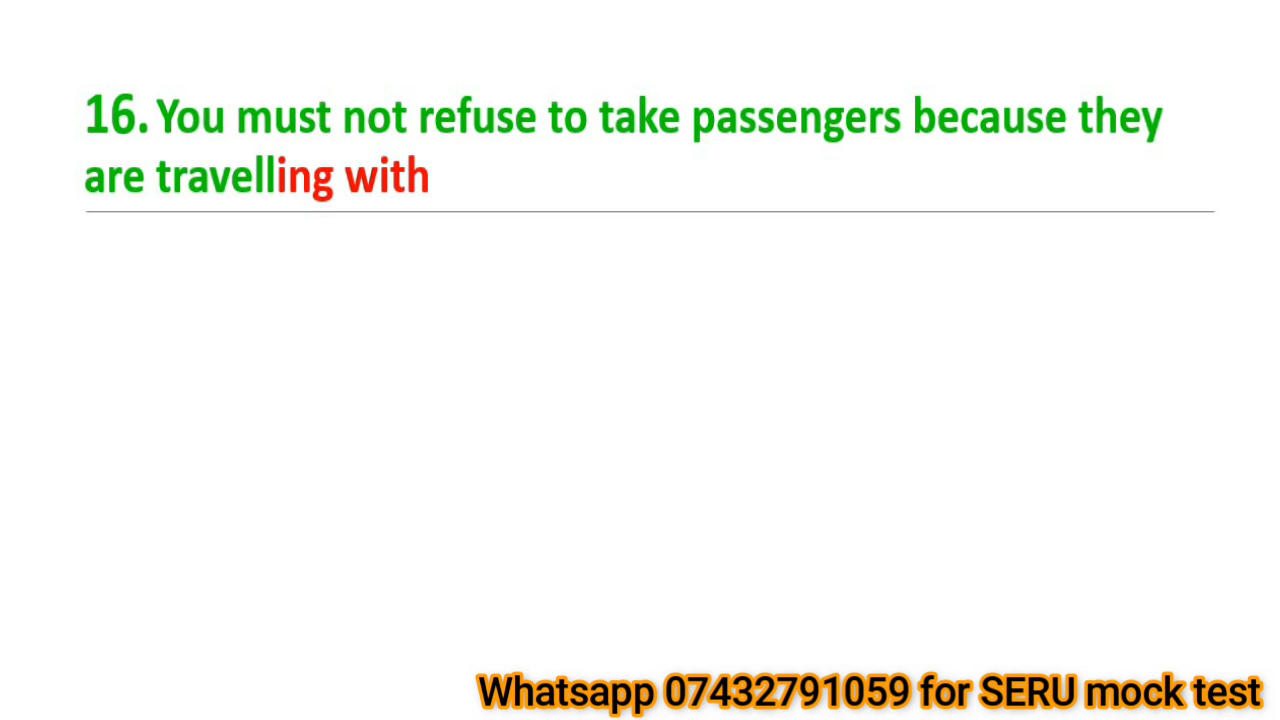 16. You must not refuse to take passengers because they
are travelling with
Whatsapp 07432791059 for SERU mock test